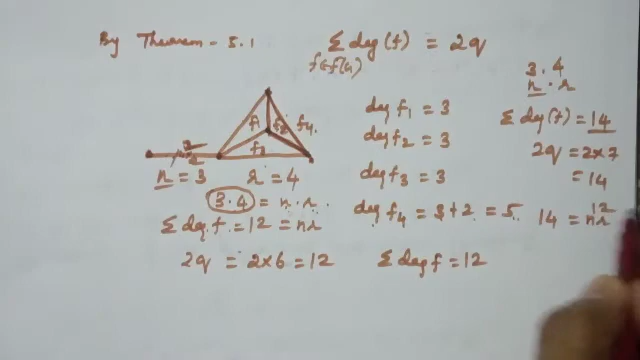 By Theorem - 5.1
Σ deg(f) = 2q
f∈f(G)
f1 f2 f4
f3
n = 3 r = 4
3.4 = n.r.
Σ deg f = 12 = nr
2q = 2×6 = 12
deg f1 = 3
deg f2 = 3
deg f3 = 3
deg f4 = 3+2 = 5
Σ deg f = 12
3.4
n.r
Σ deg(f) = 14
2q = 2×7
= 14
12
14 = nr